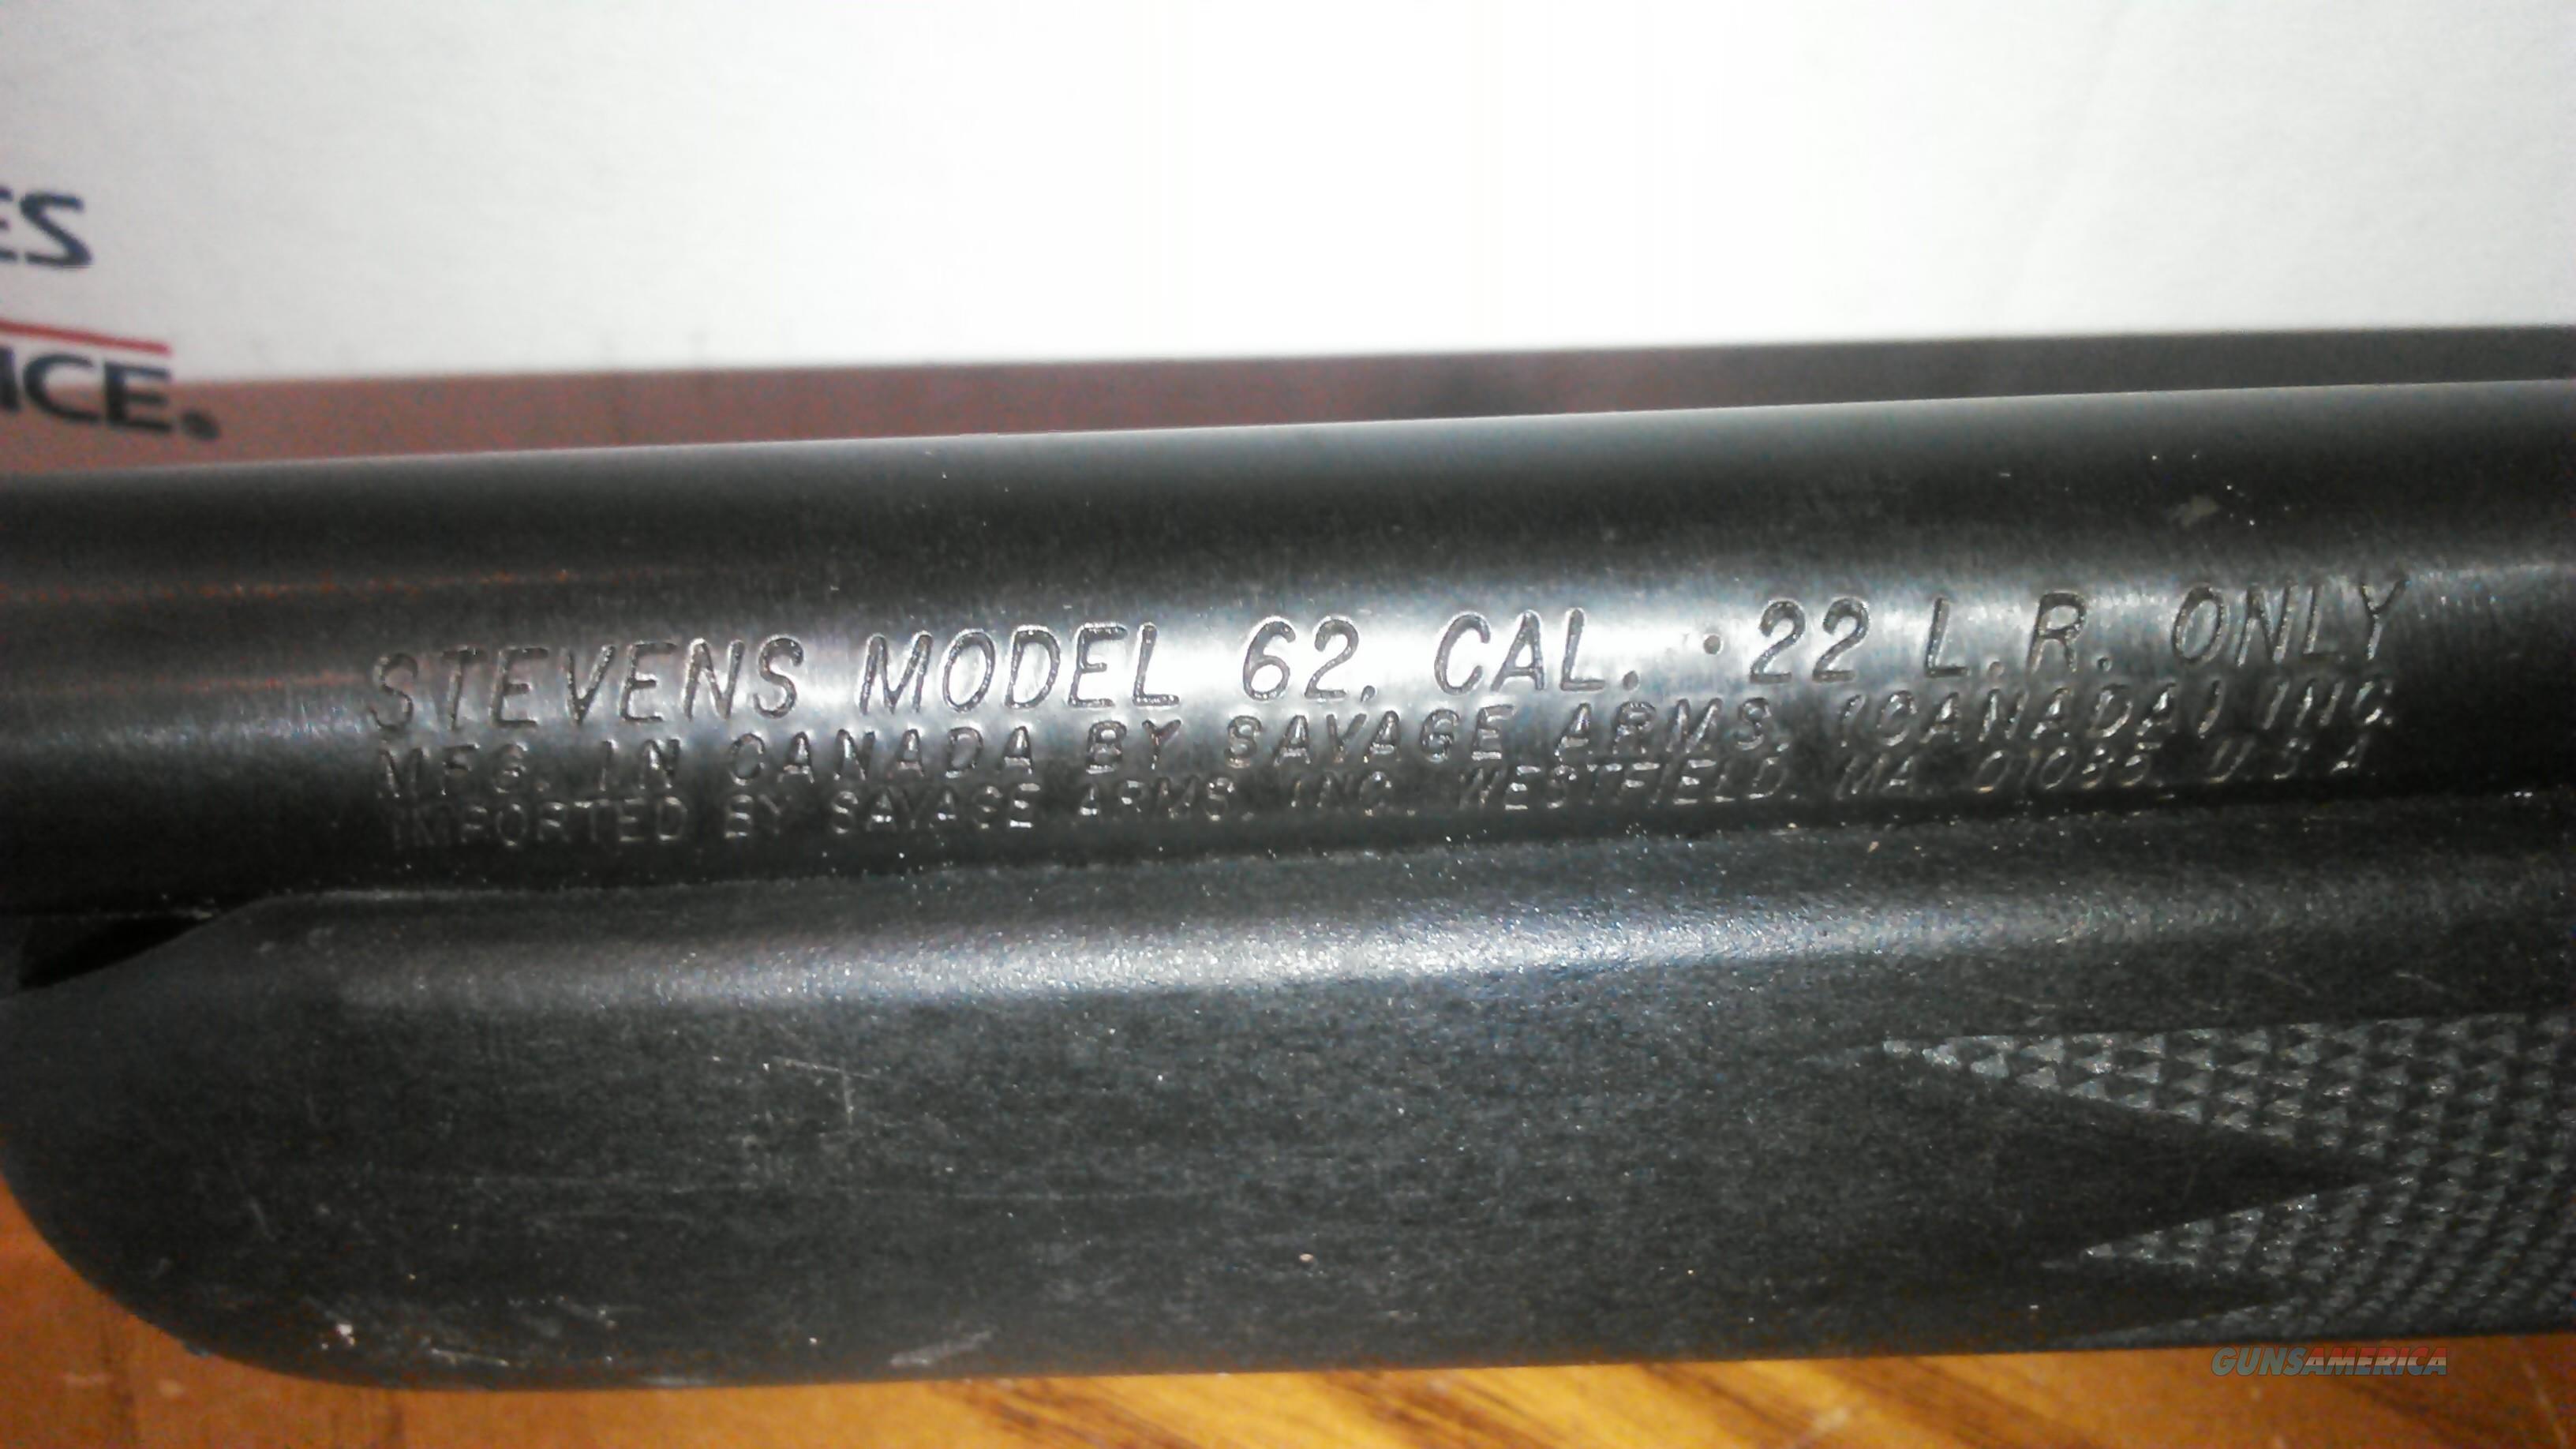 ES
ICE®
STEVENS MODEL 62. CAL. .22 L.R. ONLY
MFG. IN CANADA BY SAVAGE ARMS, (CANADA) INC.
IMPORTED BY SAVAGE ARMS, INC. WESTFIELD, MA. 01085, U.S.A.
GUNSAMERICA